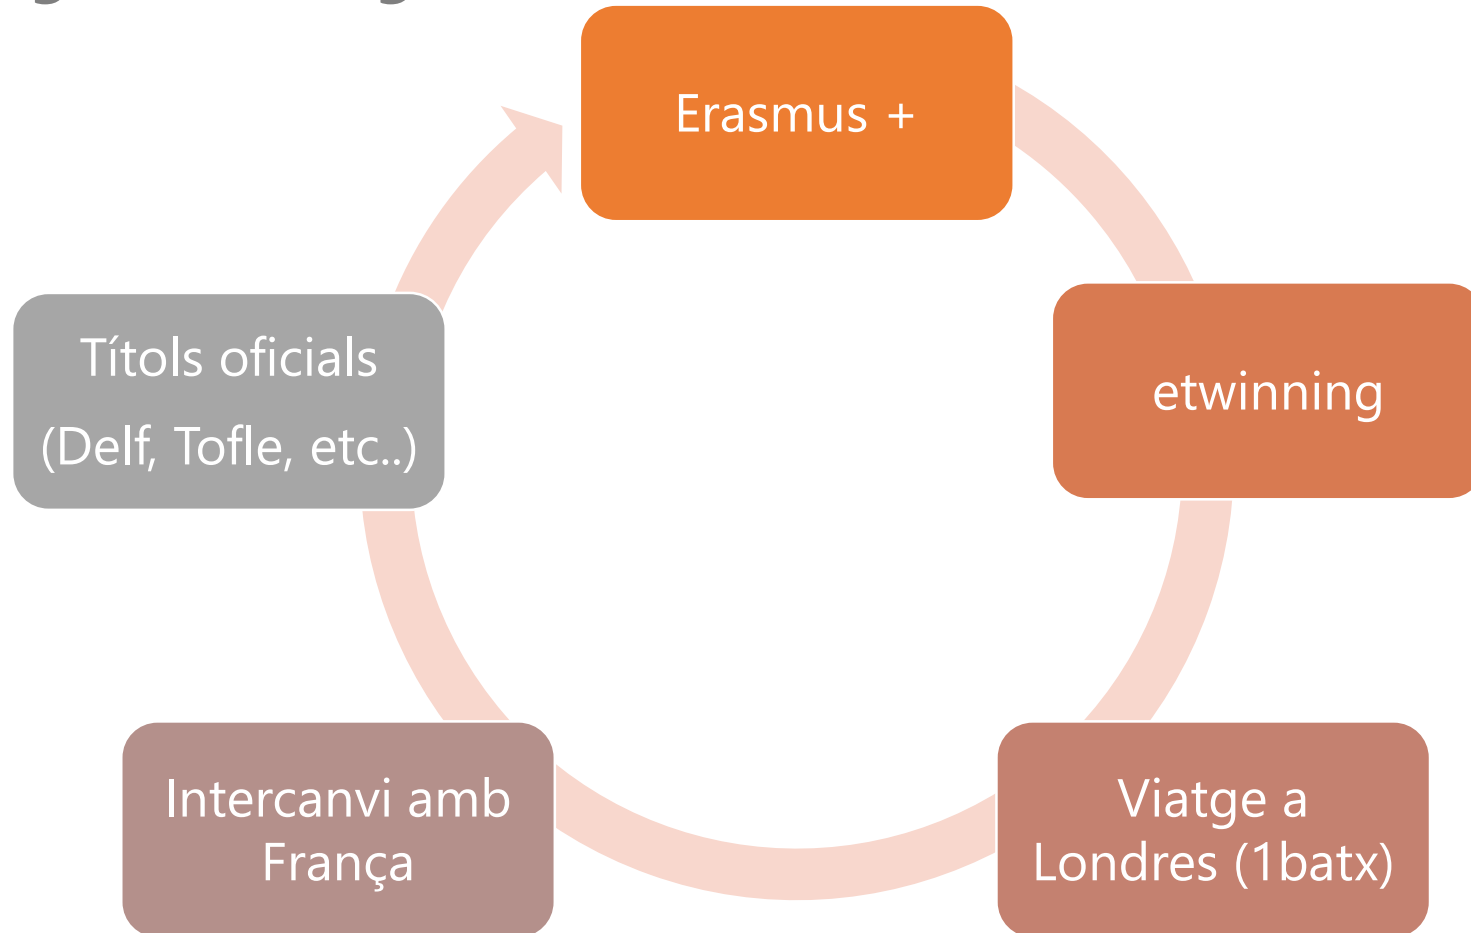 Erasmus +
etwinning
Viatge a
Londres (1batx)
Intercanvi amb
França
Títols oficials
(Delf, Tofle, etc..)